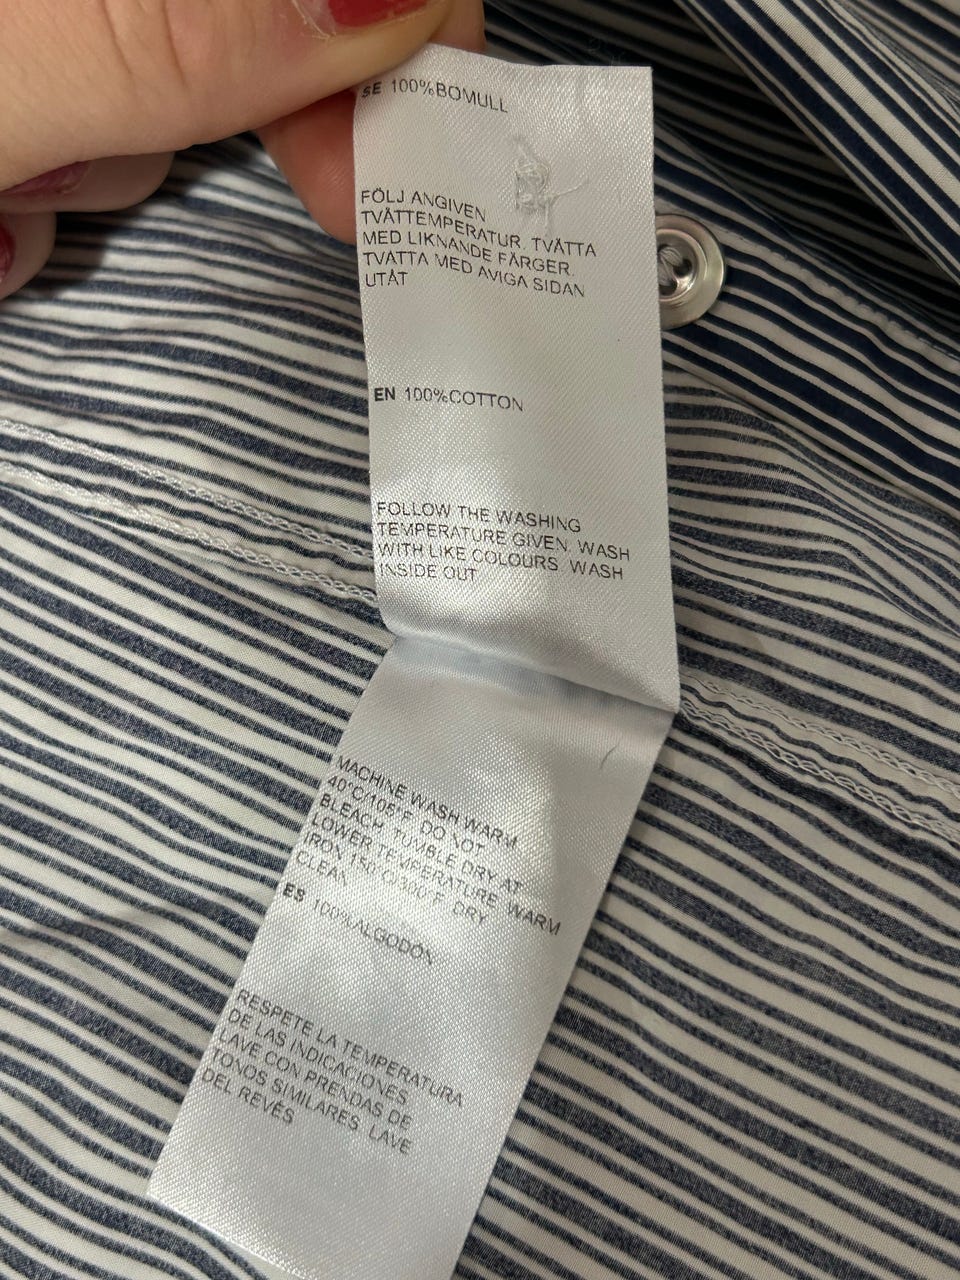 SE 100%BOMULL
FÖLJ ANGIVEN
TVÄTTEMPERATUR. TVÄTTA
MED LIKNANDE FÄRGER.
TVÄTTA MED AVIGA SIDAN
UTÅT
EN 100%COTTON
FOLLOW THE WASHING
TEMPERATURE GIVEN. WASH
WITH LIKE COLOURS. WASH
INSIDE OUT
MACHINE WASH WARM
40°C/105°F. DO NOT
BLEACH. TUMBLE DRY AT
LOWER TEMPERATURE. WARM
IRON 150°C/300°F. DRY
CLEAN
ES 100%ALGODÓN
RESPETE LA TEMPERATURA
DE LAS INDICACIONES.
LAVE CON PRENDAS DE
TONOS SIMILARES. LAVE
DEL REVÉS